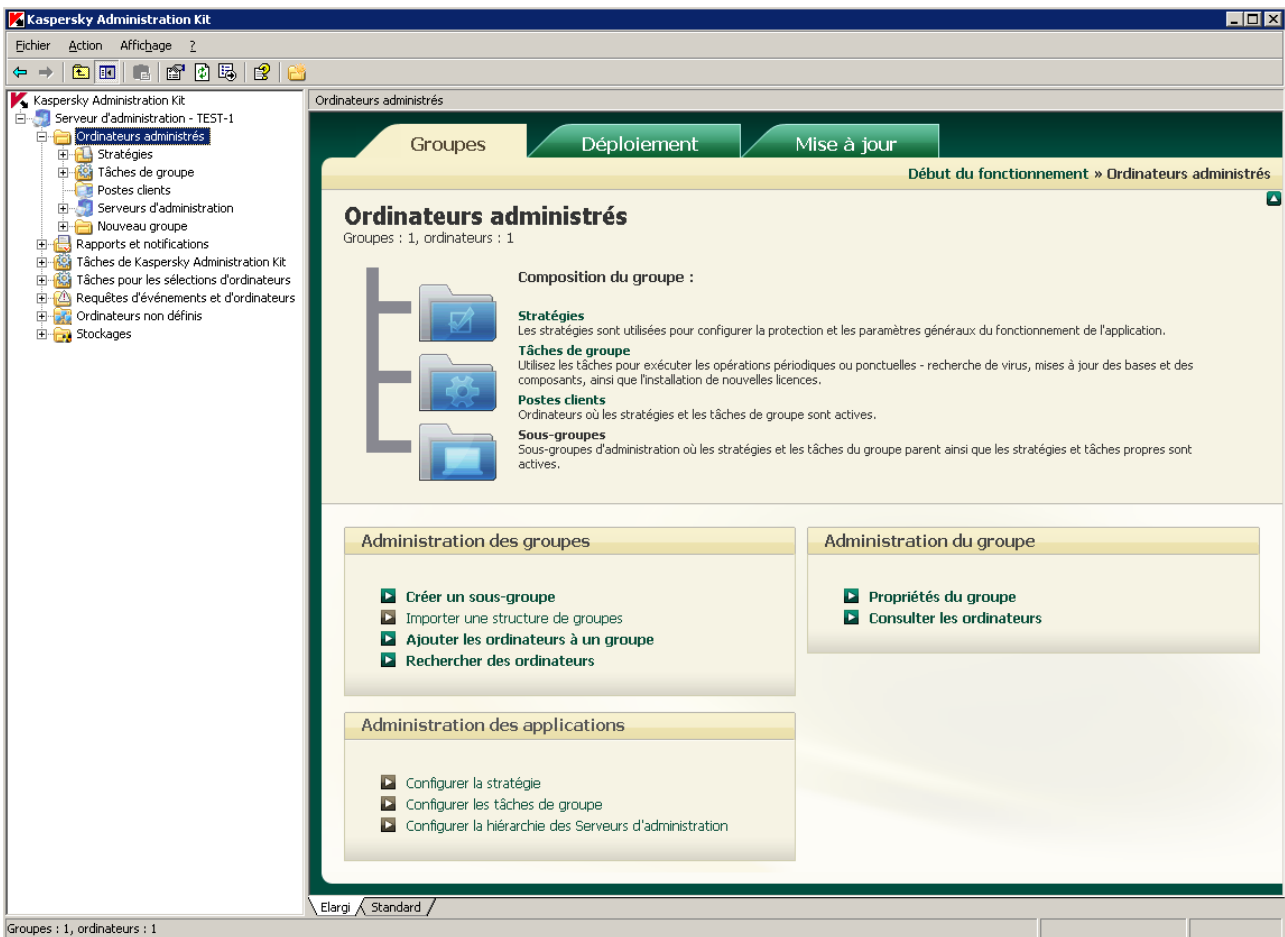 Kaspersky Administration Kit
Fichier Action Affichage ?
Kaspersky Administration Kit
Serveur d'administration - TEST-1
Ordinateurs administrés
Stratégies
Tâches de groupe
Postes clients
Serveurs d'administration
Nouveau groupe
Rapports et notifications
Tâches de Kaspersky Administration Kit
Tâches pour les sélections d'ordinateurs
Requêtes d'événements et d'ordinateurs
Ordinateurs non définis
Stockages
Ordinateurs administrés
Groupes Déploiement Mise à jour
Début du fonctionnement » Ordinateurs administrés
Ordinateurs administrés
Groupes : 1, ordinateurs : 1
Composition du groupe :
Stratégies
Les stratégies sont utilisées pour configurer la protection et les paramètres généraux du fonctionnement de l'application.
Tâches de groupe
Utilisez les tâches pour exécuter les opérations périodiques ou ponctuelles - recherche de virus, mises à jour des bases et des
composants, ainsi que l'installation de nouvelles licences.
Postes clients
Ordinateurs où les stratégies et les tâches de groupe sont actives.
Sous-groupes
Sous-groupes d'administration où les stratégies et les tâches du groupe parent ainsi que les stratégies et tâches propres sont
actives.
Administration des groupes
Créer un sous-groupe
Importer une structure de groupes
Ajouter les ordinateurs à un groupe
Rechercher des ordinateurs
Administration du groupe
Propriétés du groupe
Consulter les ordinateurs
Administration des applications
Configurer la stratégie
Configurer les tâches de groupe
Configurer la hiérarchie des Serveurs d'administration
Elargi Standard
Groupes : 1, ordinateurs : 1